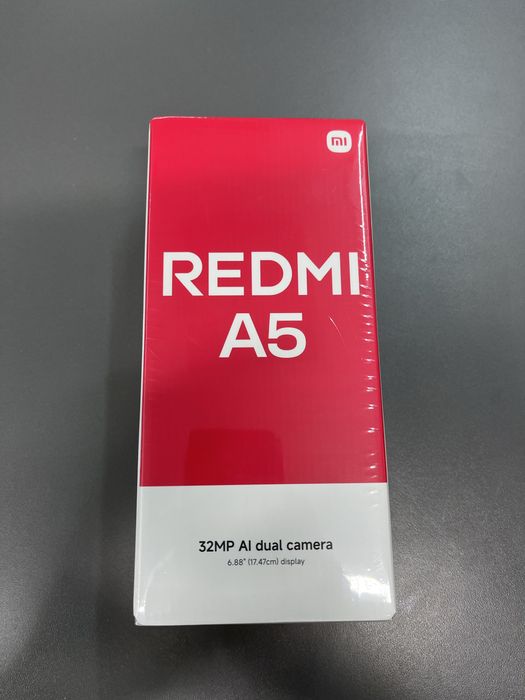 mi
REDMI
A5
32MP AI dual camera
6.88" (17.47cm) display